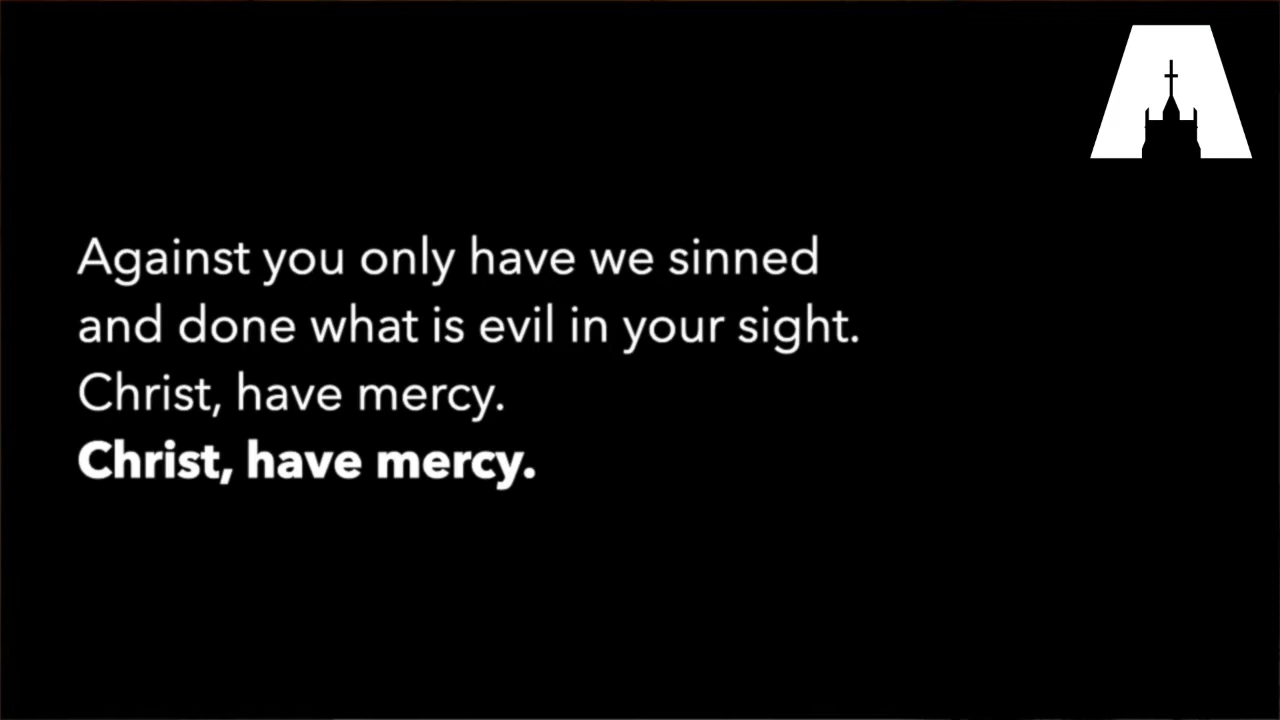 Against you only have we sinned
and done what is evil in your sight.
Christ, have mercy.
Christ, have mercy.